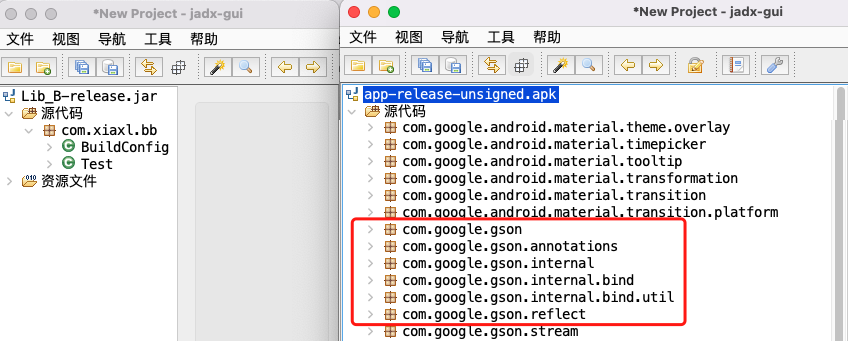 *New Project - jadx-gui
文件 视图 导航 工具 帮助
Lib_B-release.jar
源代码
com.xiaxl.bb
BuildConfig
Test
资源文件
*New Project - jadx-gui
文件 视图 导航 工具 帮助
app-release-unsigned.apk
源代码
com.google.android.material.theme.overlay
com.google.android.material.timepicker
com.google.android.material.tooltip
com.google.android.material.transformation
com.google.android.material.transition
com.google.android.material.transition.platform
com.google.gson
com.google.gson.annotations
com.google.gson.internal
com.google.gson.internal.bind
com.google.gson.internal.bind.util
com.google.gson.reflect
com.google.gson.stream